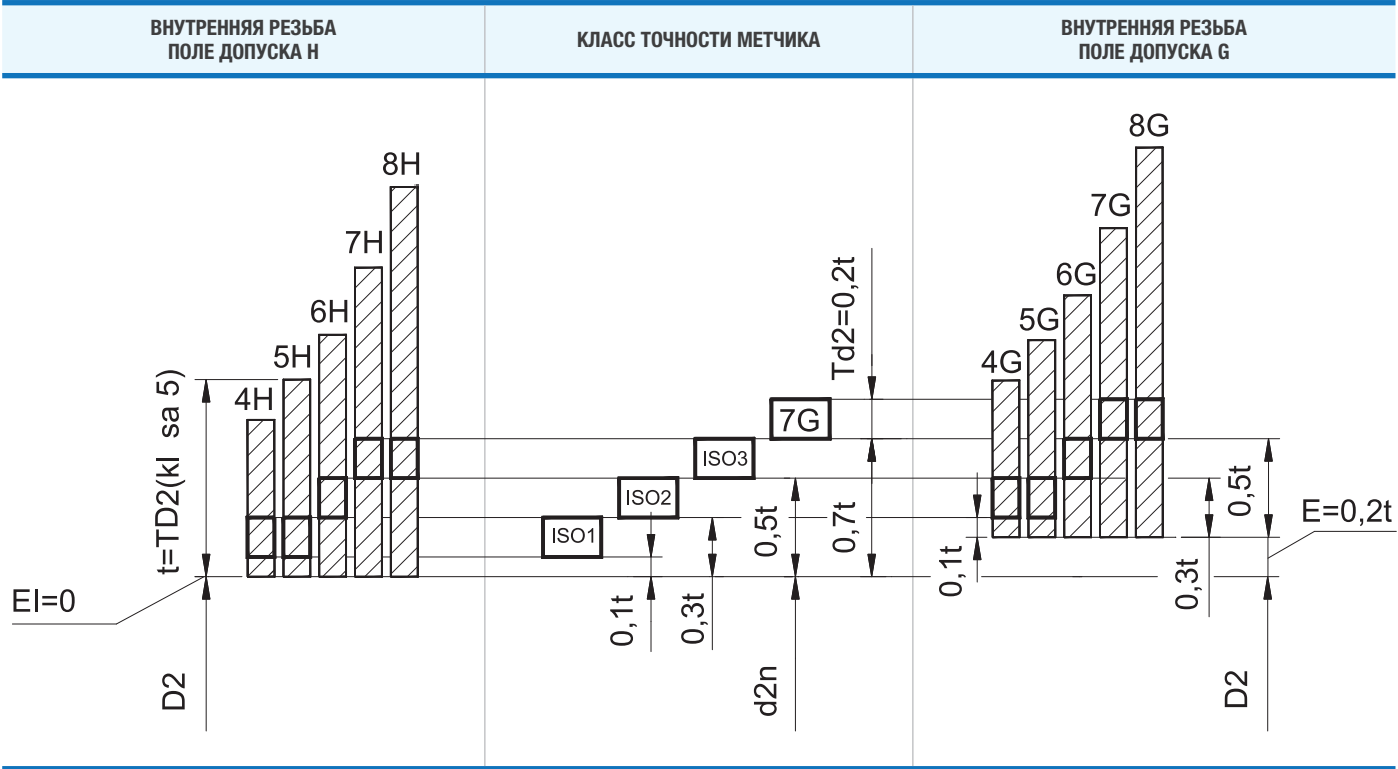 ВНУТРЕННЯЯ РЕЗЬБА
ПОЛЕ ДОПУСКА H
КЛАСС ТОЧНОСТИ МЕТЧИКА
ВНУТРЕННЯЯ РЕЗЬБА
ПОЛЕ ДОПУСКА G
4H
5H
6H
7H
8H
t=TD2(kl sa 5)
EI=0
D2
ISO1
ISO2
ISO3
7G
0,1t
0,3t
0,5t
0,7t
Td2=0,2t
d2n
4G
5G
6G
7G
8G
0,1t
0,3t
0,5t
E=0,2t
D2